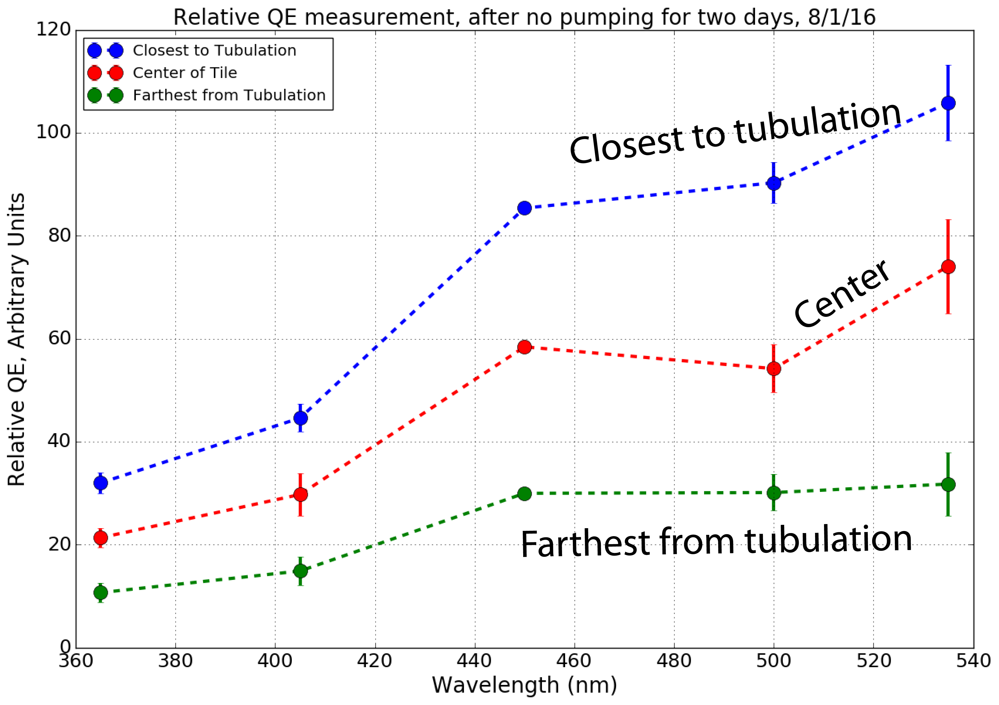 Relative QE measurement, after no pumping for two days, 8/1/16
Closest to Tubulation
Center of Tile
Farthest from Tubulation
Closest to tubulation
Center
Farthest from tubulation
Relative QE, Arbitrary Units
120
100
80
60
40
20
0
360 380 400 420 440 460 480 500 520 540
Wavelength (nm)